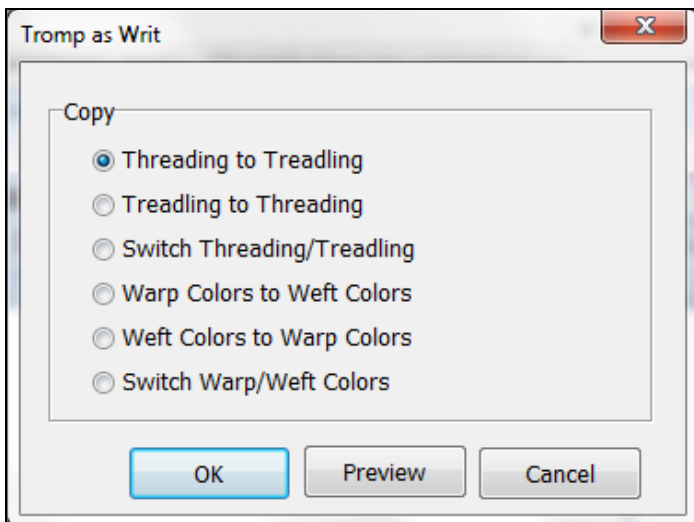 Tromp as Writ
Copy
Threading to Treadling
Treadling to Threading
Switch Threading/Treadling
Warp Colors to Weft Colors
Weft Colors to Warp Colors
Switch Warp/Weft Colors
OK Preview Cancel